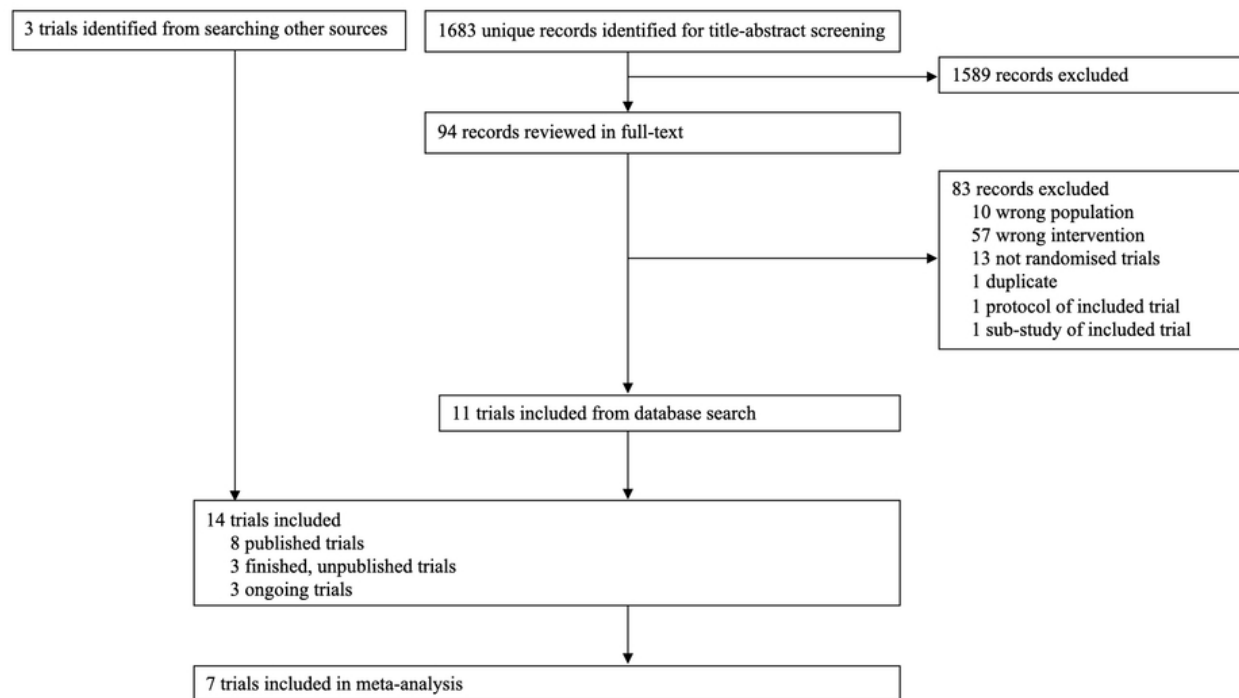 3 trials identified from searching other sources
1683 unique records identified for title-abstract screening
1589 records excluded
94 records reviewed in full-text
83 records excluded
10 wrong population
57 wrong intervention
13 not randomised trials
1 duplicate
1 protocol of included trial
1 sub-study of included trial
11 trials included from database search
14 trials included
8 published trials
3 finished, unpublished trials
3 ongoing trials
7 trials included in meta-analysis